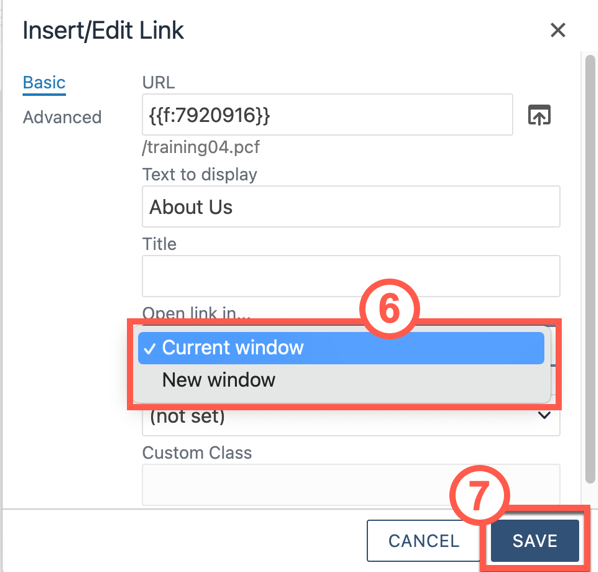 Insert/Edit Link
Basic
Advanced
URL
{{f:7920916}}
/training04.pcf
Text to display
About Us
Title
Open link in...
6
✓ Current window
New window
(not set)
Custom Class
7
CANCEL
SAVE